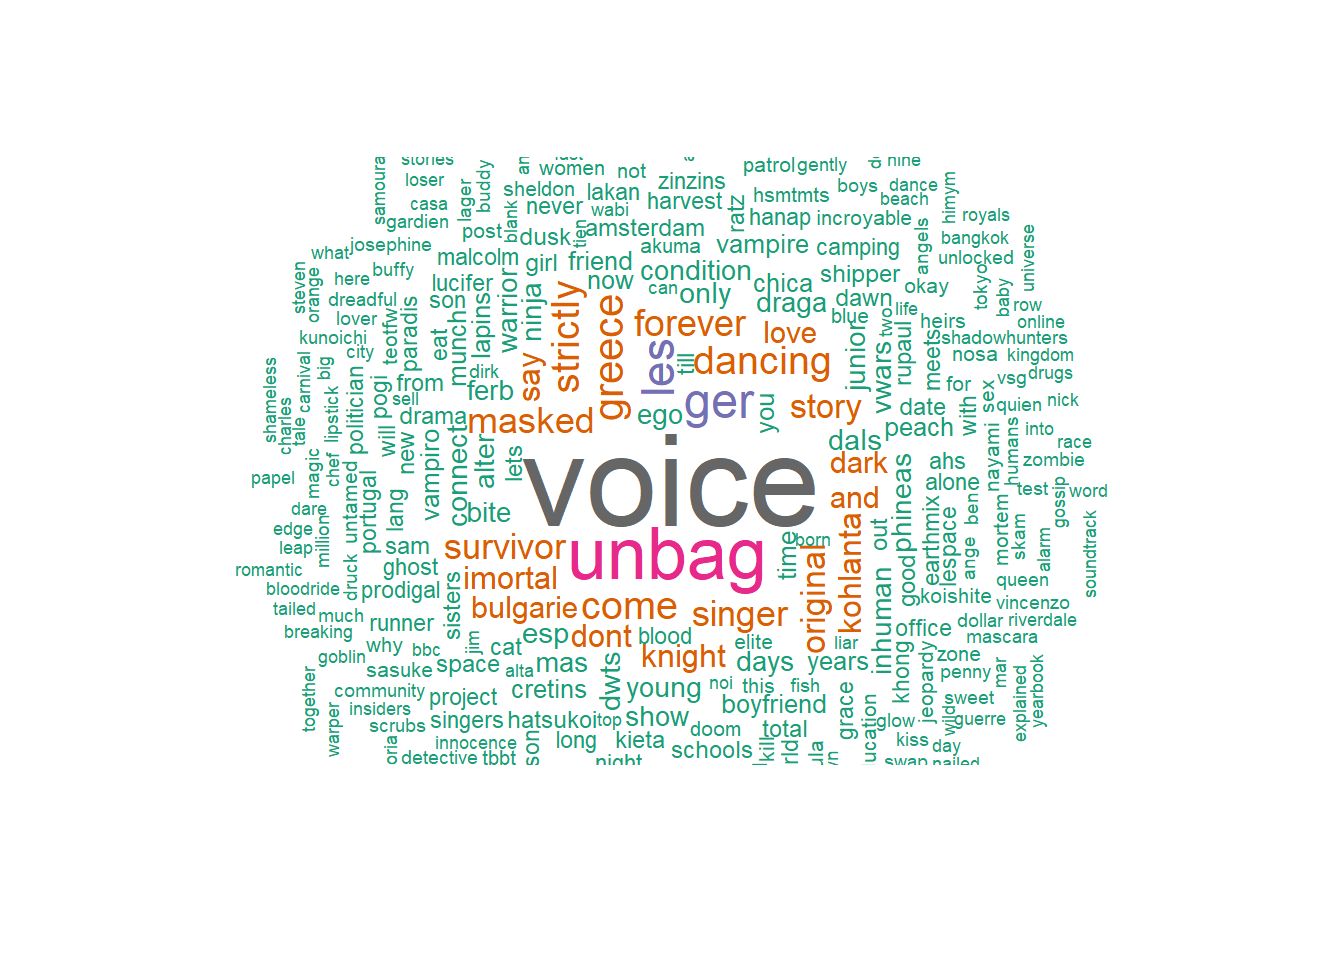 stories
women
not
patrol
gently
nine
samoura
loser
lager
buddy
sheldon
lakan
zinzins
hsmtmts
boys
dance
himym
casa
gardien
never
wabi
harvest
ratz
hanap
incroyable
beach
royals
what
josephine
post
blank
dusk
tien
amsterdam
akuma
vampire
camping
angels
bangkok
steven
orange
here
buffy
malcolm
girl
friend
condition
chica
shipper
unlocked
universe
dreadful
lucifer
warrior
now
can
only
draga
dawn
okay
tokyo
baby
row
lover
teotfw
paradis
son
lapins
ninja
strictly
greece
forever
love
blue
two
life
heirs
online
kunoichi
city
eat
munch
say
les
till
dancing
junior
vwars
rupaul
meets
shadowhunters
nosa
kingdom
shameless
charles
tale
carnival
big
lipstick
politician
pogi
from
sell
dirk
ferb
ego
ger
you
story
date
for
with
sex
vsg
drugs
quien
nick
will
new
drama
masked
dals
peach
nayami
humans
into
race
papel
magic
chef
untamed
portugal
lang
vampiro
connect
alter
lets
voice
dark
ahs
zombie
dare
bite
and
phineas
alone
bene
test
gossip
word
edge
leap
millione
druck
sam
survivor
unbag
time
born
original
kohlanta
out
good
earthmix
lespace
ange
mortem
skam
alarm
soundtrack
romantic
bloodride
ghost
prodigal
imortal
koishite
queen
tailed
much
runner
sisters
bulgarie
come
singer
inhuman
office
dollar
vincenzo
riverdale
breaking
why
bbc
jim
cat
esp
dont
blood
elite
liar
mascara
goblin
sasuke
space
alta
mas
knight
days
years
khong
jeopardy
zone
penny
mar
together
warper
community
insiders
project
cretins
dwts
young
noi
this
fish
boyfriend
grace
glow
sweet
wild
guerre
explained
yearbook
scrubs
singers
hatsukoi
top
show
doom
total
kiss
day
oria
detective
innocence
tbbt
son
long
kieta
night
schools
kill
swap
nailed